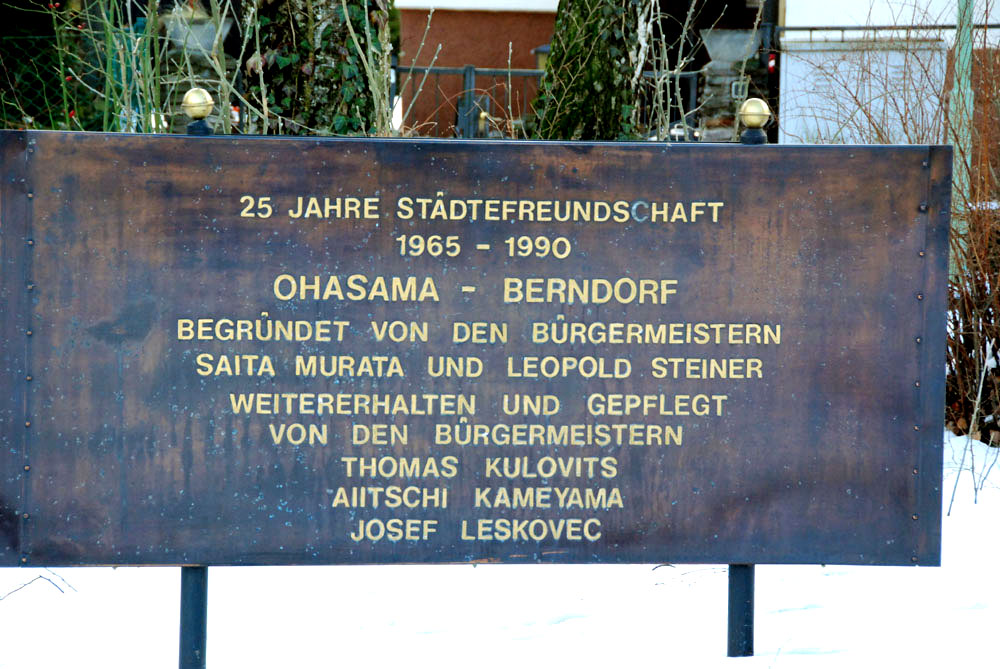 25 JAHRE STÄDTEFREUNDSCHAFT
1965 - 1990
OHASAMA - BERNDORF
BEGRÜNDET VON DEN BÜRGERMEISTERN
SAITA MURATA UND LEOPOLD STEINER
WEITERERHALTEN UND GEPFLEGT
VON DEN BÜRGERMEISTERN
THOMAS KULOVITS
AIITSCHI KAMEYAMA
JOSEF LESKOVEC